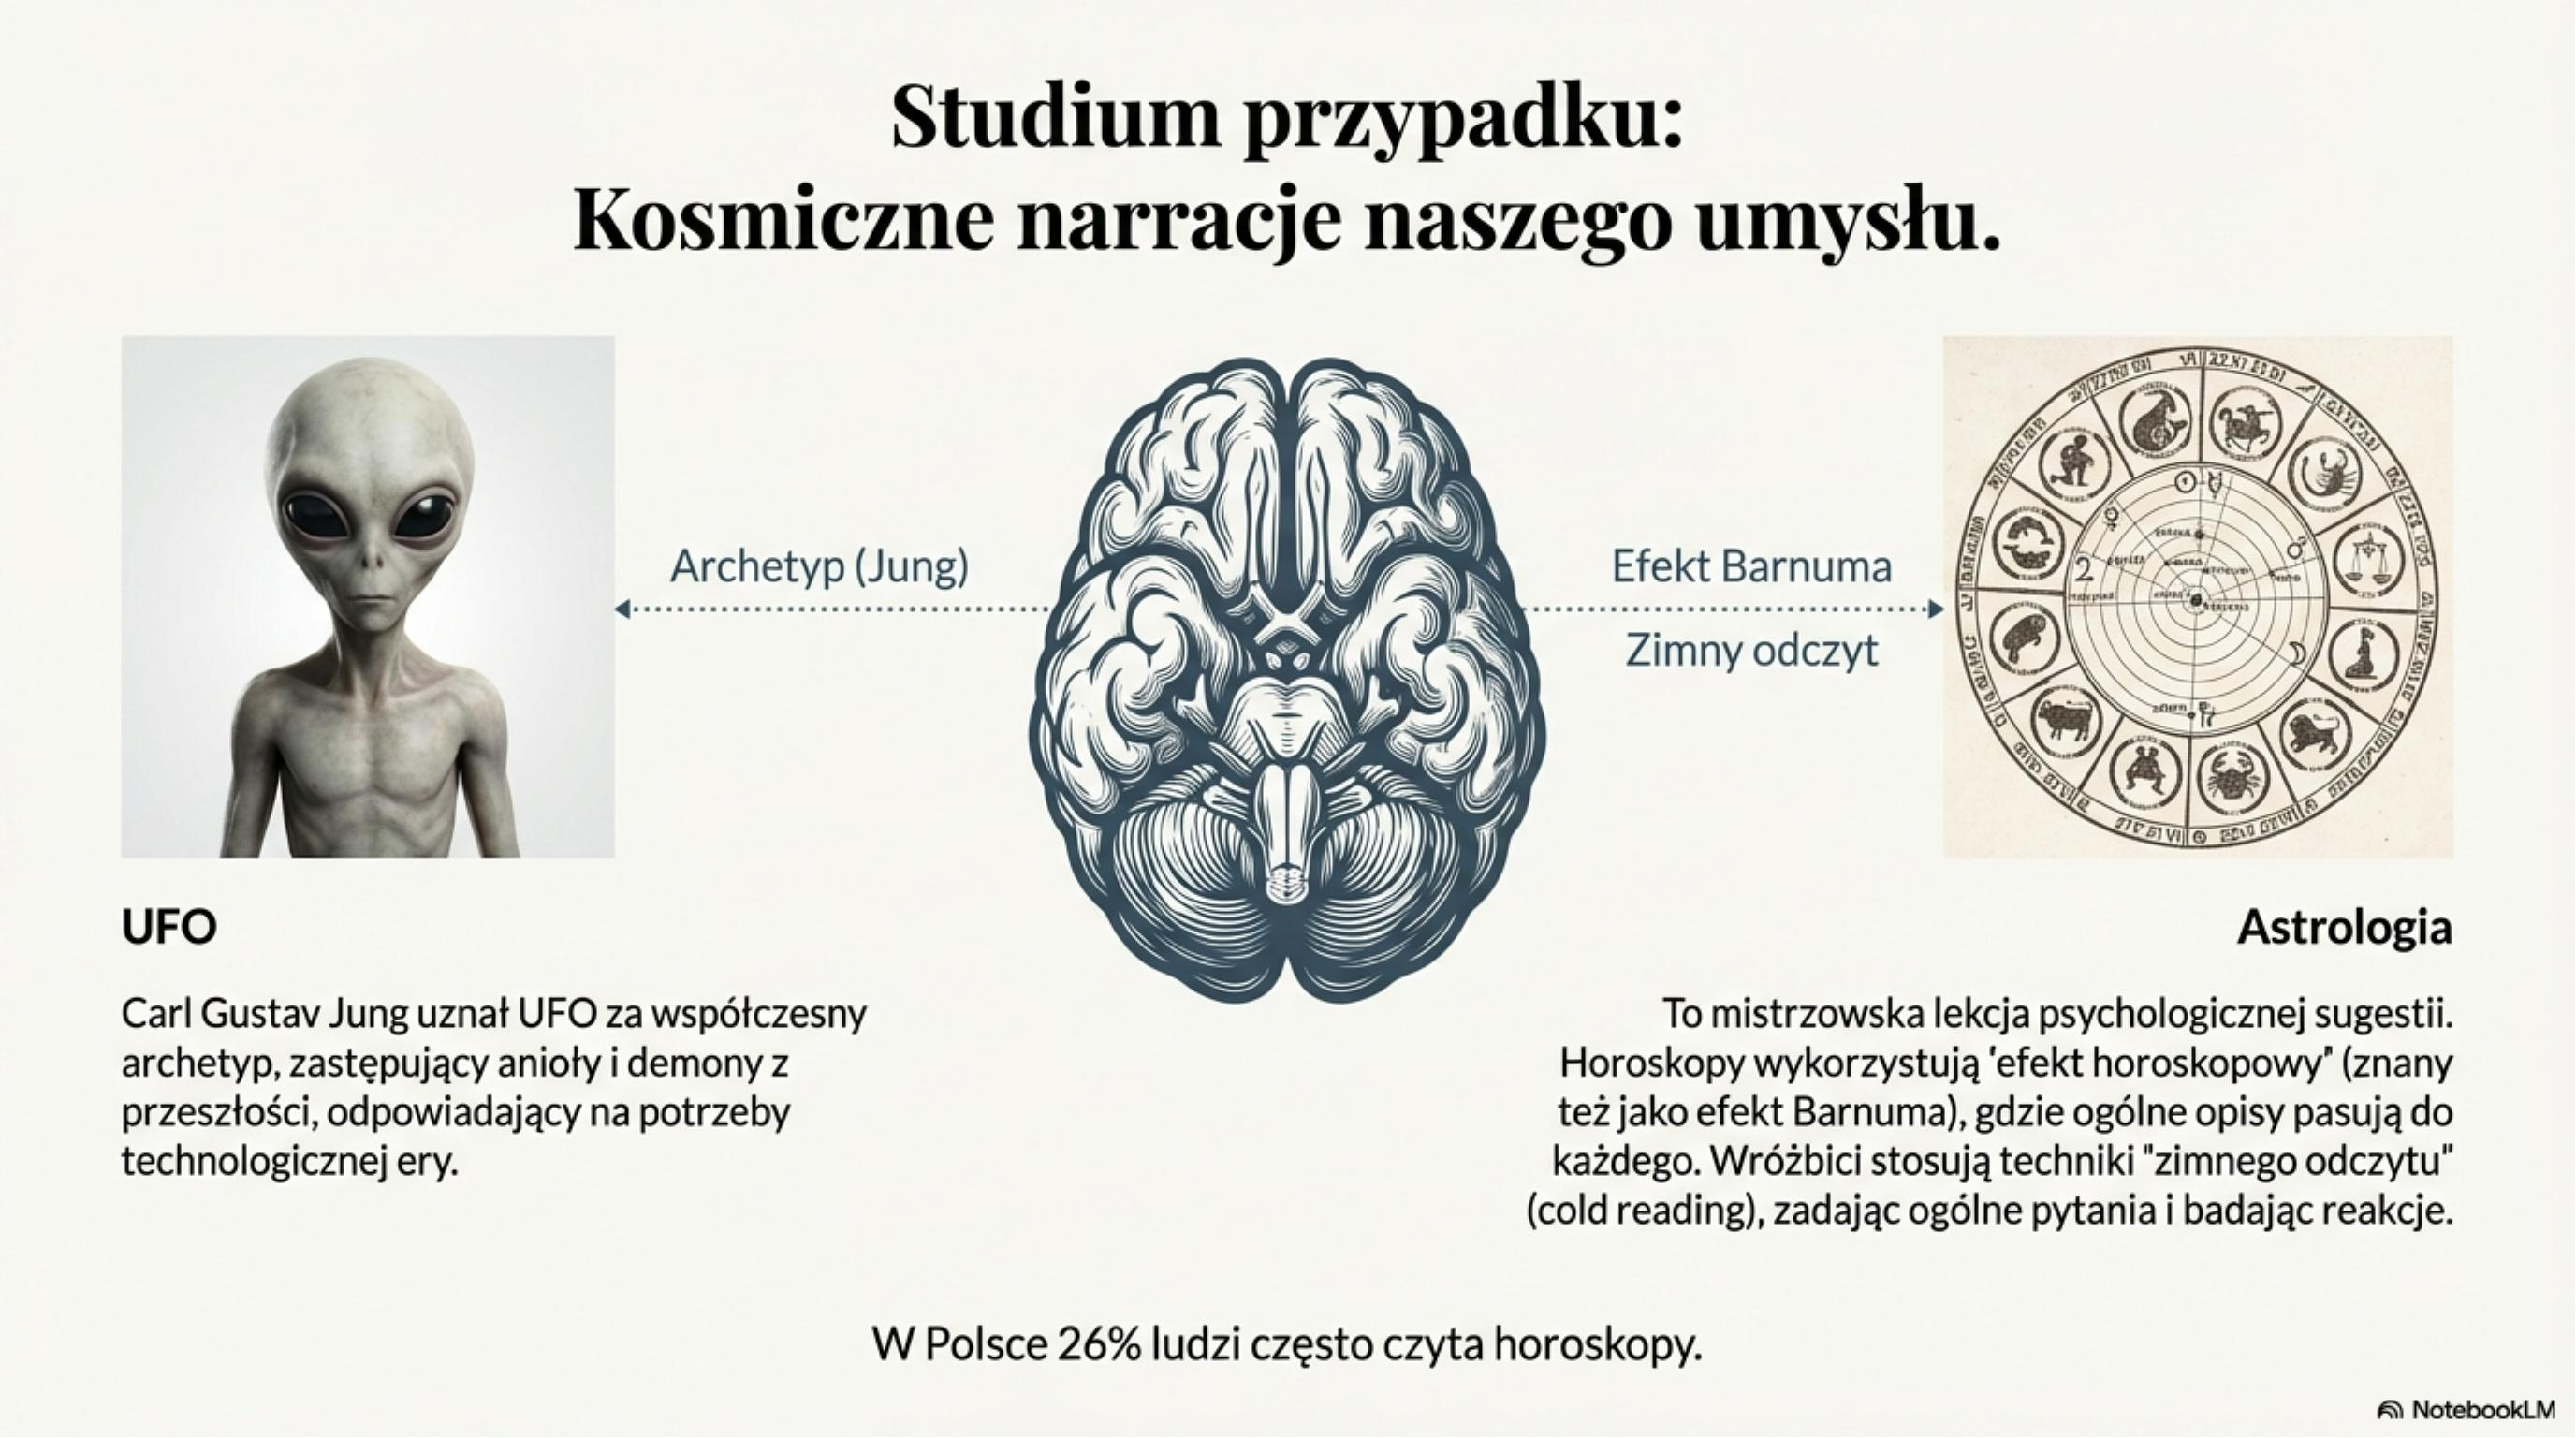 Studium przypadku:
Kosmiczne narracje naszego umysłu.
Archetyp (Jung)
Efekt Barnuma
Zimny odczyt
UFO
Carl Gustav Jung uznał UFO za współczesny
archetyp, zastępujący anioły i demony z
przeszłości, odpowiadający na potrzeby
technologicznej ery.
Astrologia
To mistrzowska lekcja psychologicznej sugestii.
Horoskopy wykorzystują 'efekt horoskopowy" (znany
też jako efekt Barnuma), gdzie ogólne opisy pasują do
każdego. Wróżbici stosują techniki "zimnego odczytu"
(cold reading), zadając ogólne pytania i badając reakcje.
W Polsce 26% ludzi często czyta horoskopy.
NotebookLM